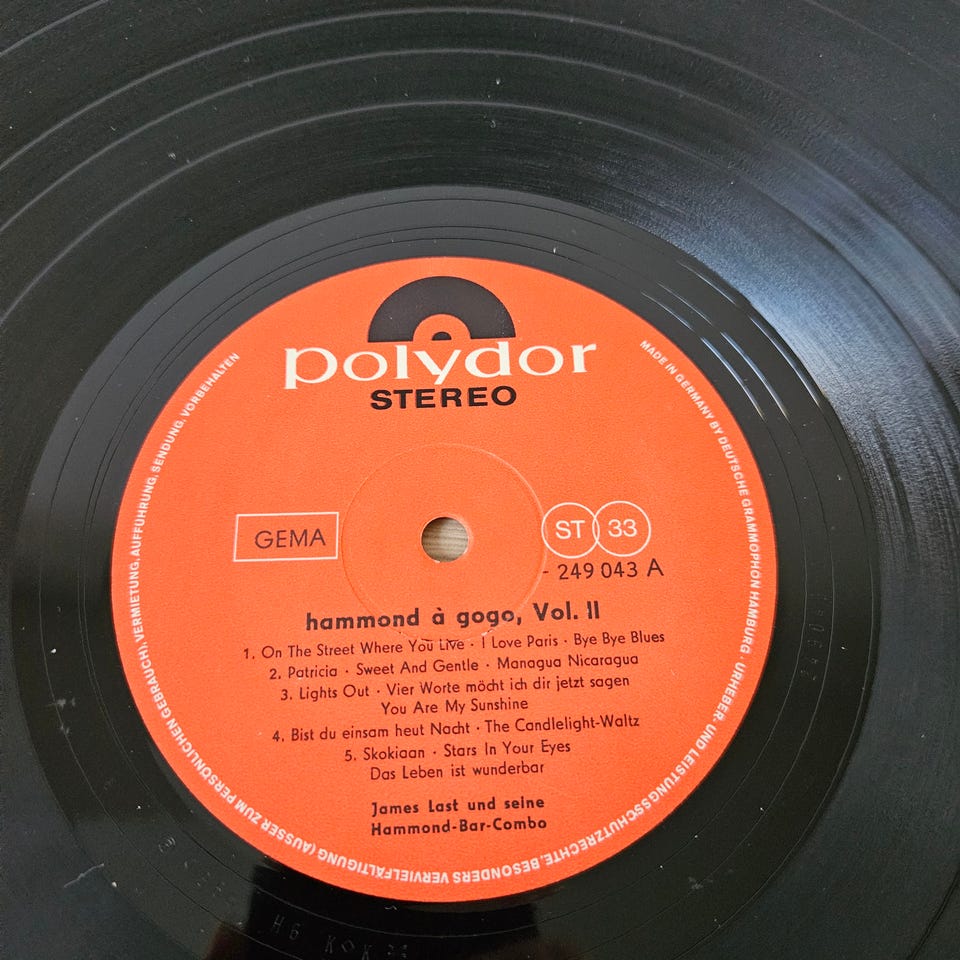 polydor
STEREO
GEMA
ST 33
- 249 043 A
hammond à gogo, Vol. II
1. On The Street Where You Live · I Love Paris · Bye Bye Blues
2. Patricia · Sweet And Gentle · Managua Nicaragua
3. Lights Out · Vier Worte möcht ich dir jetzt sagen
You Are My Sunshine
4. Bist du einsam heut Nacht · The Candlelight-Waltz
5. Skokiaan · Stars In Your Eyes
Das Leben ist wunderbar
James Last und seine
Hammond-Bar-Combo
MADE IN GERMANY BY DEUTSCHE GRAMMOPHON HAMBURG · URHEBER- UND LEISTUNGSSCHUTZRECHTE, BESONDERS VERVIELFÄLTIGUNG (AUSSER ZUM PERSÖNLICHEN GEBRAUCH), VERMIETUNG, AUFFÜHRUNG, SENDUNG, VORBEHALTEN
H6 KOK